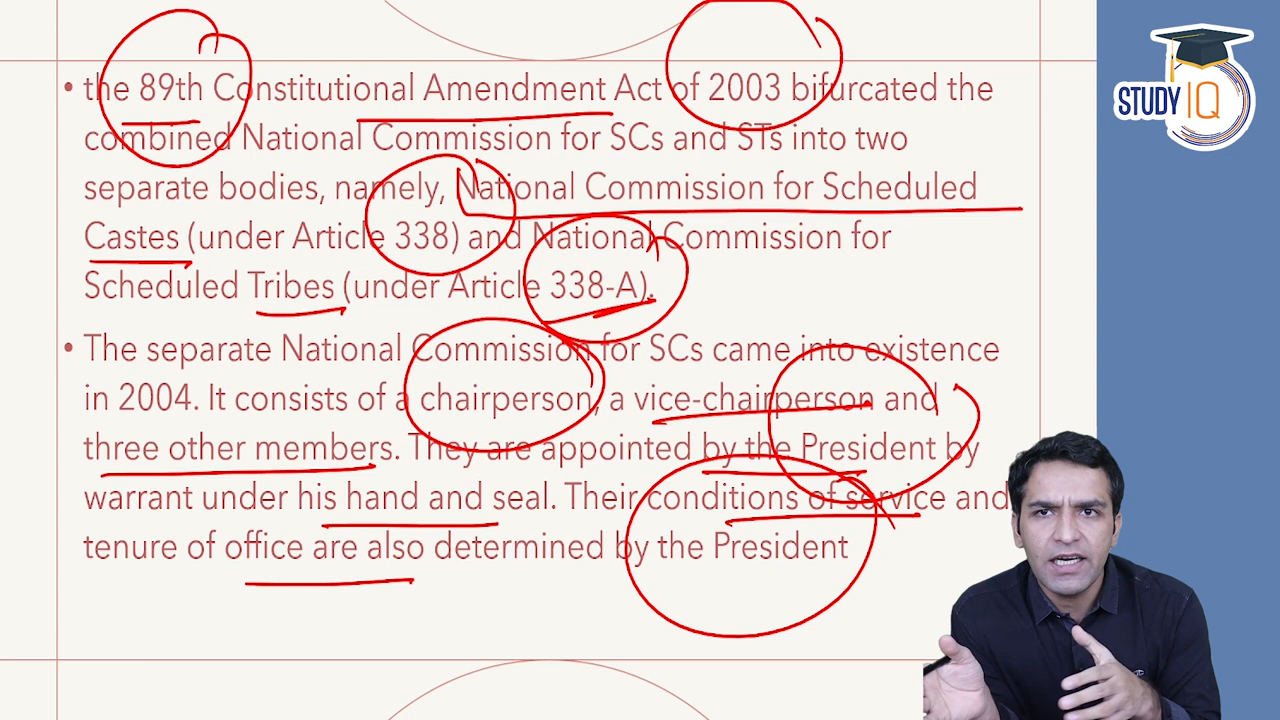 • the 89th Constitutional Amendment Act of 2003 bifurcated the
combined National Commission for SCs and STs into two
separate bodies, namely, National Commission for Scheduled
Castes (under Article 338) and National Commission for
Scheduled Tribes (under Article 338-A).
• The separate National Commission for SCs came into existence
in 2004. It consists of a chairperson, a vice-chairperson and
three other members. They are appointed by the President by
warrant under his hand and seal. Their conditions of service and
tenure of office are also determined by the President
STUDY IQ